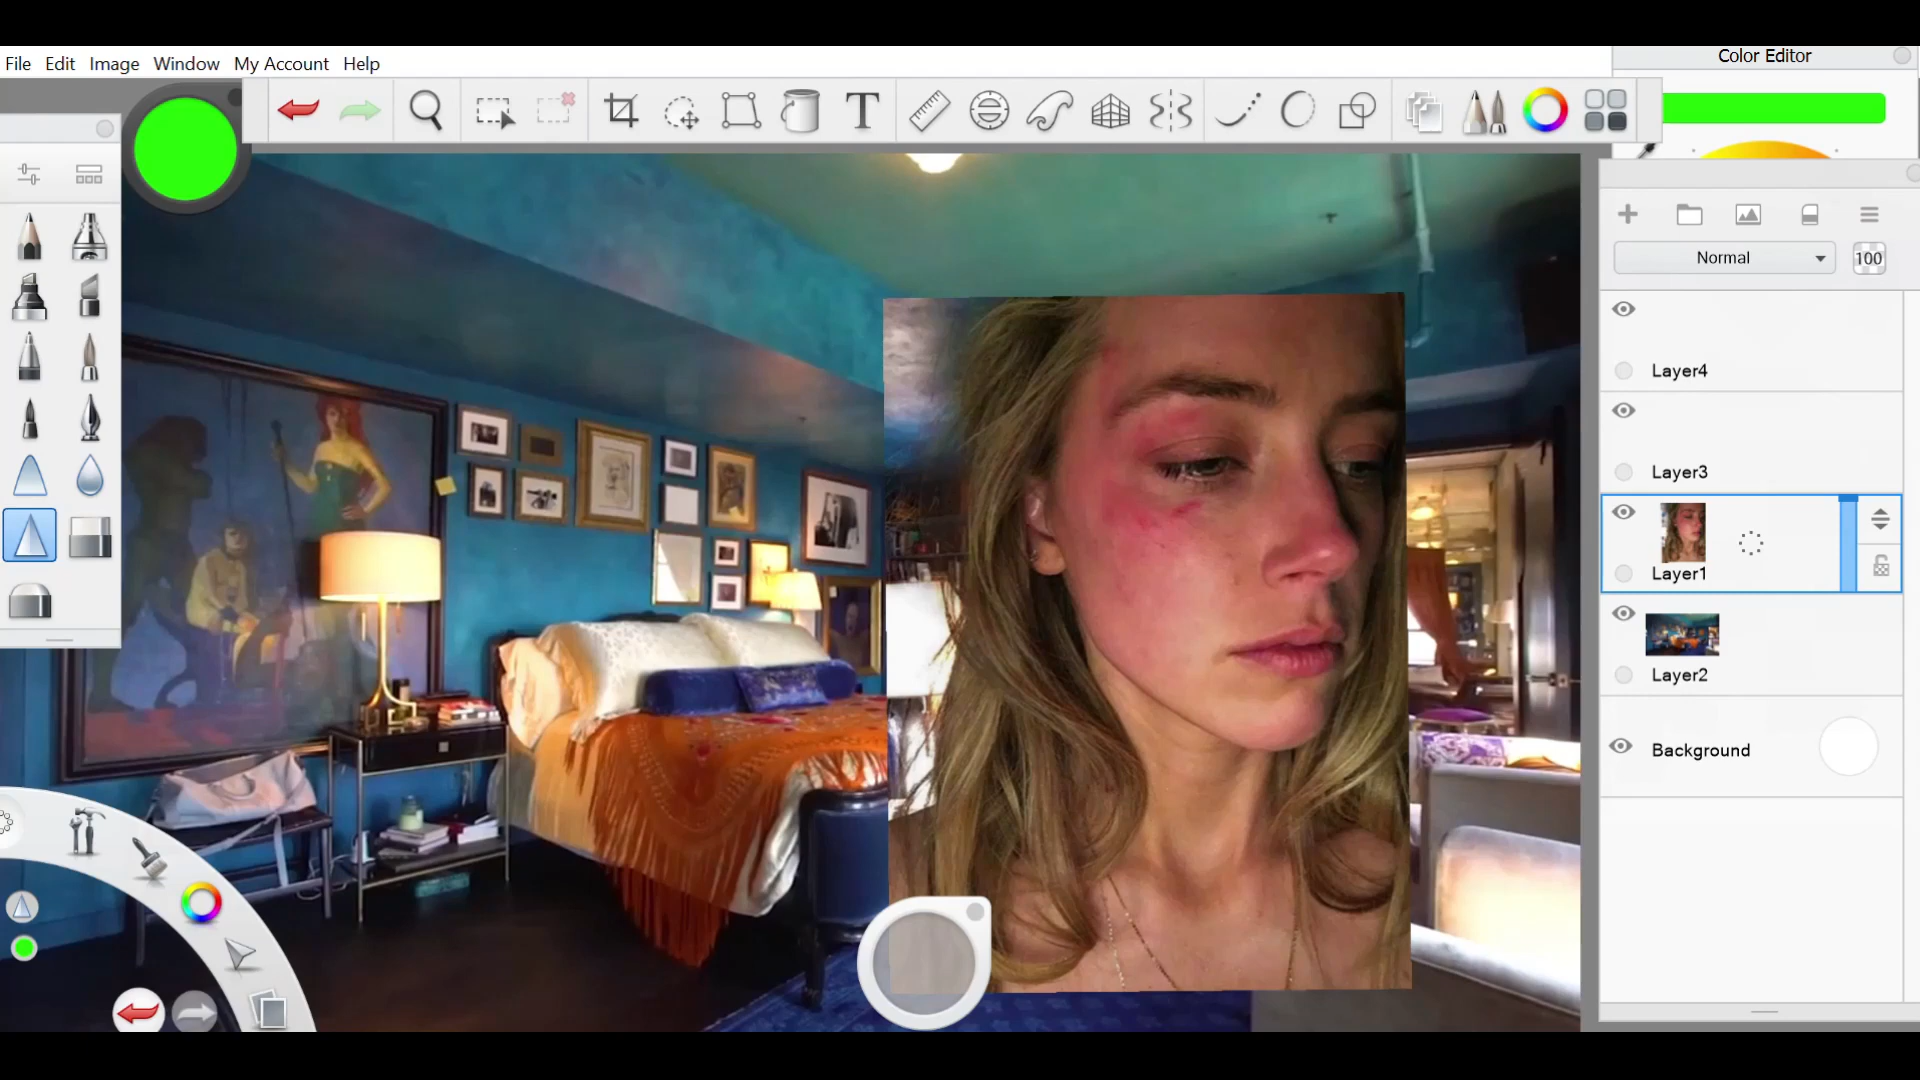 Color Editor
File Edit Image Window My Account Help
T
Normal 100
Layer4
Layer3
Layer1
Layer2
Background